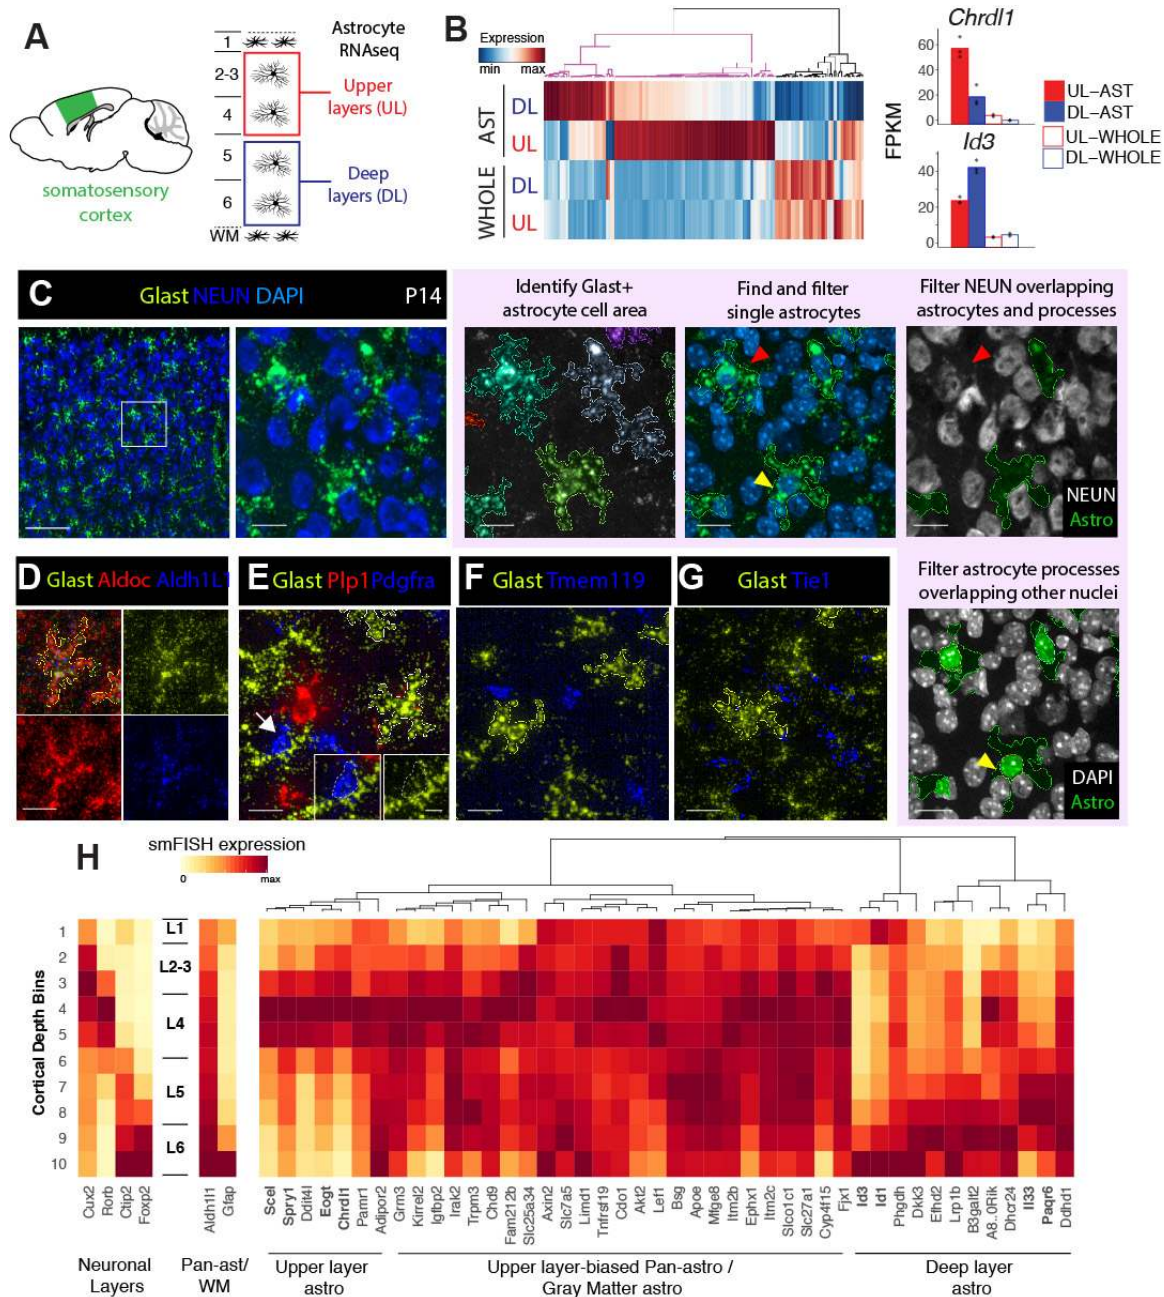 A
1
2-3
4
5
6
WM
Astrocyte
RNAseq
Upper
layers (UL)
Deep
layers (DL)
somatosensory
cortex
B
Expression
min max
AST
DL
UL
WHOLE
DL
UL
FPKM
Chrdl1
60
40
20
0
Id3
40
20
0
UL–AST
DL–AST
UL–WHOLE
DL–WHOLE
C
Glast NEUN DAPI P14
Identify Glast+
astrocyte cell area
Find and filter
single astrocytes
Filter NEUN overlapping
astrocytes and processes
NEUN
Astro
D Glast Aldoc Aldh1L1
E Glast Plp1 Pdgfra
F Glast Tmem119
G Glast Tie1
Filter astrocyte processes
overlapping other nuclei
DAPI
Astro
H
smFISH expression
0 max
Cortical Depth Bins
1
2
3
4
5
6
7
8
9
10
L1
L2-3
L4
L5
L6
Cux2
Rorb
Ctip2
Foxp2
Aldh1l1
Gfap
Scel
Spry1
Ddif4l
Eogt
Chrdl1
Pamr1
Adipor2
Grm3
Kirrel2
Igfbp2
Irak2
Trpm3
Chd9
Fam212b
Slc25a34
Axin2
Slc7a5
Limd1
Tnfrsf19
Cdo1
Akt2
Lef1
Bsg
Apoe
Mfge8
Itm2b
Ephx1
Itm2c
Slco1c1
Slc27a1
Cyp4f15
Fjx1
Id3
Id1
Phgdh
Dkk3
Efhd2
Lrp1b
B3galt2
A8..0Rik
Dhcr24
Il33
Paqr6
Ddhd1
Neuronal
Layers
Pan-ast/
WM
Upper layer
astro
Upper layer-biased Pan-astro /
Gray Matter astro
Deep layer
astro